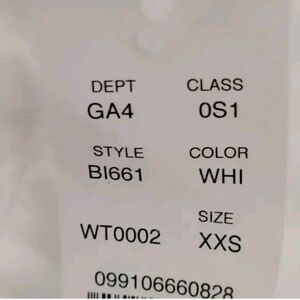 DEPT CLASS
GA4 0S1
STYLE COLOR
BI661 WHI
SIZE
WT0002 XXS
099106660828